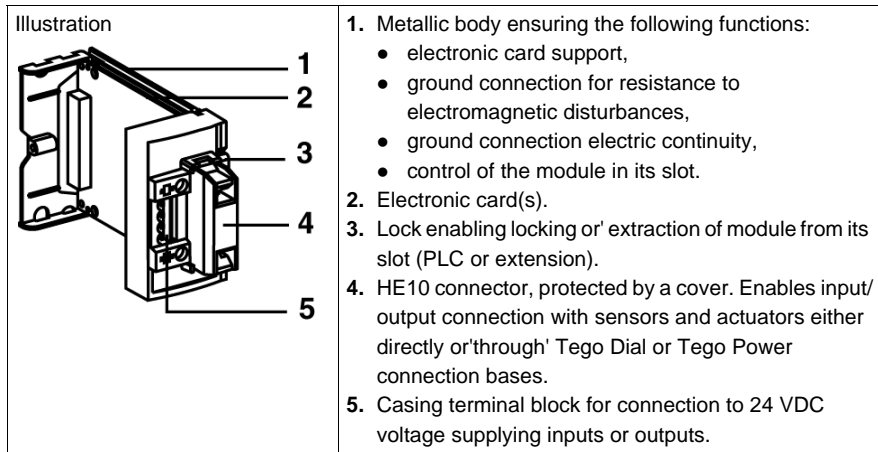 Illustration
1
2
3
4
5
1. Metallic body ensuring the following functions:
● electronic card support,
● ground connection for resistance to
electromagnetic disturbances,
● ground connection electric continuity,
● control of the module in its slot.
2. Electronic card(s).
3. Lock enabling locking or' extraction of module from its
slot (PLC or extension).
4. HE10 connector, protected by a cover. Enables input/
output connection with sensors and actuators either
directly or'through' Tego Dial or Tego Power
connection bases.
5. Casing terminal block for connection to 24 VDC
voltage supplying inputs or outputs.